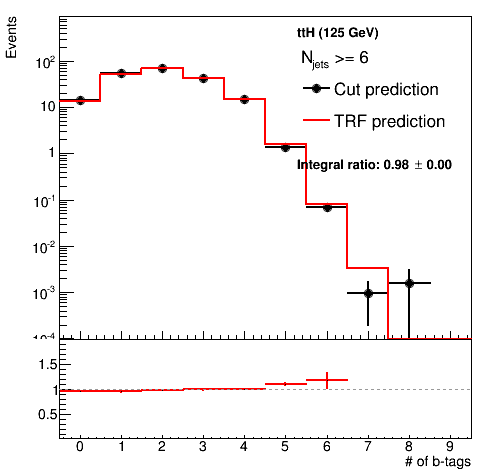 Events
ttH (125 GeV)
N_jets >= 6
Cut prediction
TRF prediction
Integral ratio: 0.98 ± 0.00
10^2
10
1
10^-1
10^-2
10^-3
10^-4
1.5
1
0.5
0 1 2 3 4 5 6 7 8 9
# of b-tags